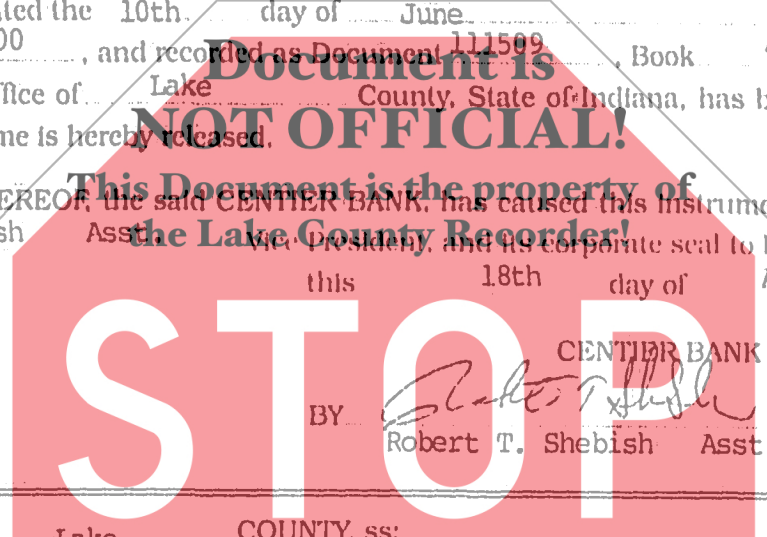 ated the 10th. day of June
00 , and recorded as Document 111509 , Book
Document is
ffice of Lake County, State of Indiana, has b
NOT OFFICIAL!
me is hereby released.
This Document is the property of
EREOF, the said CENTIER BANK, has caused this instrume
the Lake County Recorder!
sh Asst. Vice President, and its corporate seal to b
this 18th day of
STOP
CENTIER BANK
BY
Robert T. Shebish Asst
Lake COUNTY, ss: